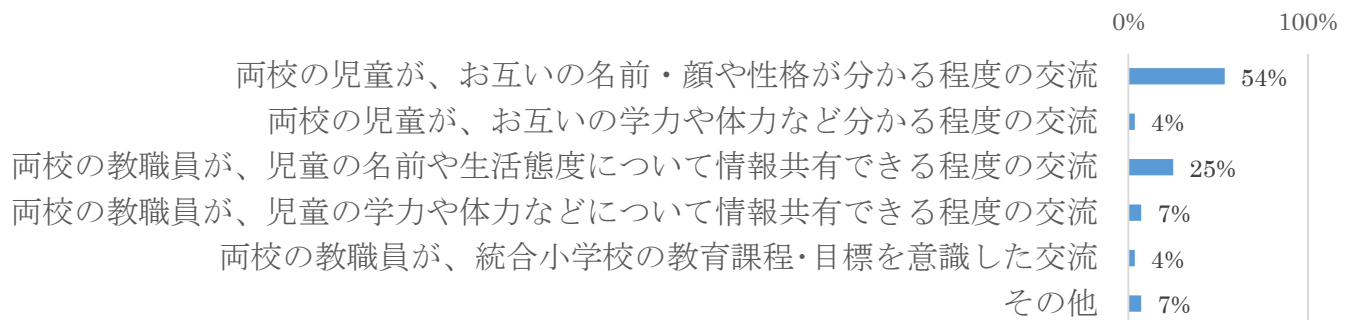 0% 100%
両校の児童が、お互いの名前・顔や性格が分かる程度の交流 54%
両校の児童が、お互いの学力や体力など分かる程度の交流 4%
両校の教職員が、児童の名前や生活態度について情報共有できる程度の交流 25%
両校の教職員が、児童の学力や体力などについて情報共有できる程度の交流 7%
両校の教職員が、統合小学校の教育課程･目標を意識した交流 4%
その他 7%